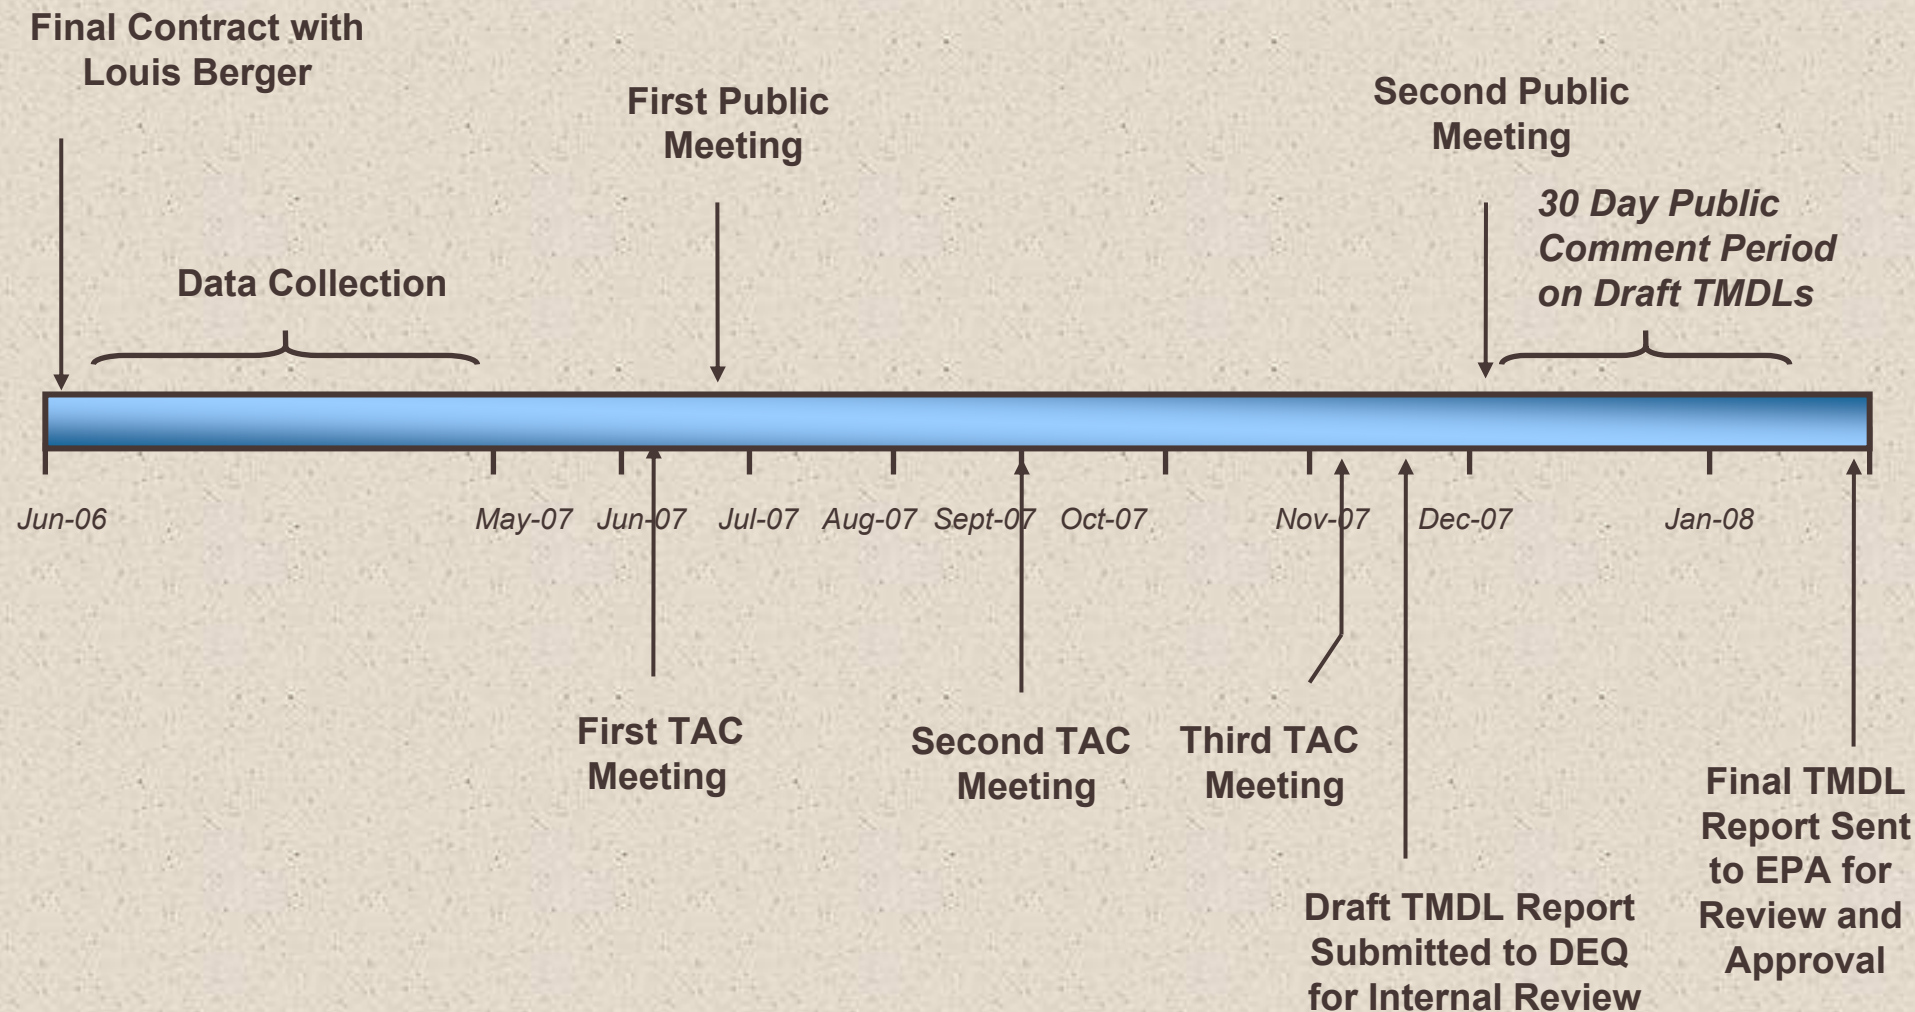 Final Contract with
Louis Berger
First Public
Meeting
Second Public
Meeting
30 Day Public
Comment Period
on Draft TMDLs
Data Collection
Jun-06
May-07
Jun-07
Jul-07
Aug-07
Sept-07
Oct-07
Nov-07
Dec-07
Jan-08
First TAC
Meeting
Second TAC
Meeting
Third TAC
Meeting
Draft TMDL Report
Submitted to DEQ
for Internal Review
Final TMDL
Report Sent
to EPA for
Review and
Approval